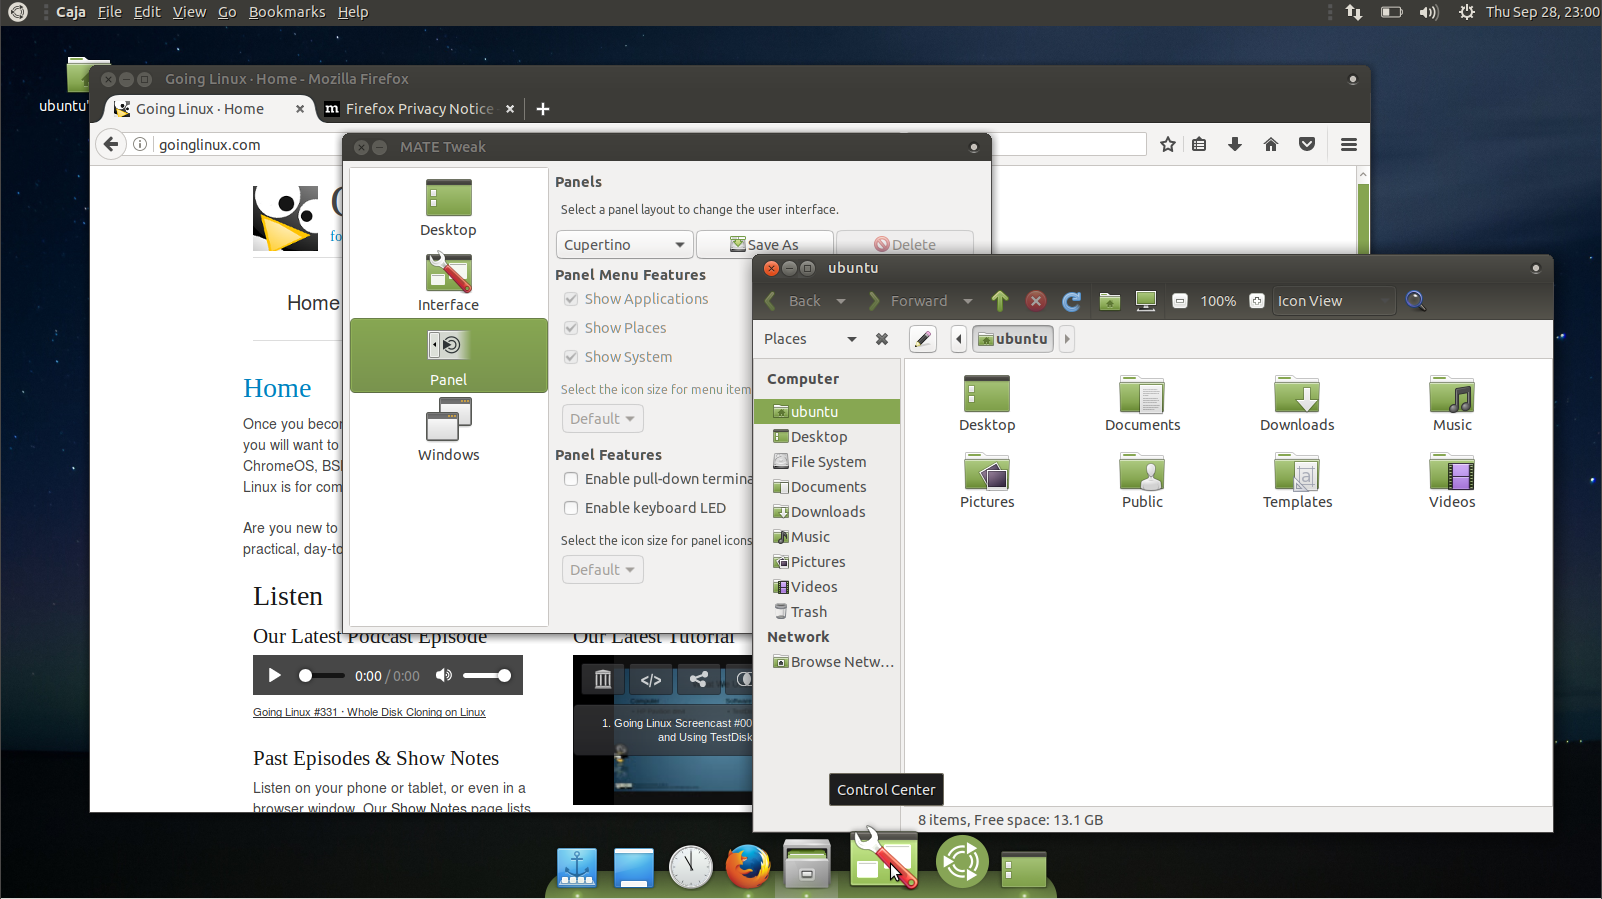 Caja File Edit View Go Bookmarks Help
Thu Sep 28, 23:00
Going Linux · Home - Mozilla Firefox
Going Linux · Home
m Firefox Privacy Notice
goinglinux.com
fo
Home
Home
Once you becor
you will want to
ChromeOS, BS
Linux is for com
Are you new to
practical, day-to
Listen
Our Latest Podcast Episode
0:00 / 0:00
Going Linux #331 · Whole Disk Cloning on Linux
Past Episodes & Show Notes
Listen on your phone or tablet, or even in a
browser window. Our Show Notes page lists
Our Latest Tutorial
</>
1. Going Linux Screencast #00
and Using TestDisk
MATE Tweak
Desktop
Interface
Panel
Windows
Panels
Select a panel layout to change the user interface.
Cupertino
Save As
Delete
Panel Menu Features
Show Applications
Show Places
Show System
Select the icon size for menu item
Default
Panel Features
Enable pull-down termina
Enable keyboard LED
Select the icon size for panel icons
Default
ubuntu
Back
Forward
100%
Icon View
Places
ubuntu
Computer
ubuntu
Desktop
File System
Documents
Downloads
Music
Pictures
Videos
Trash
Network
Browse Netw...
Desktop
Documents
Downloads
Music
Pictures
Public
Templates
Videos
8 items, Free space: 13.1 GB
Control Center